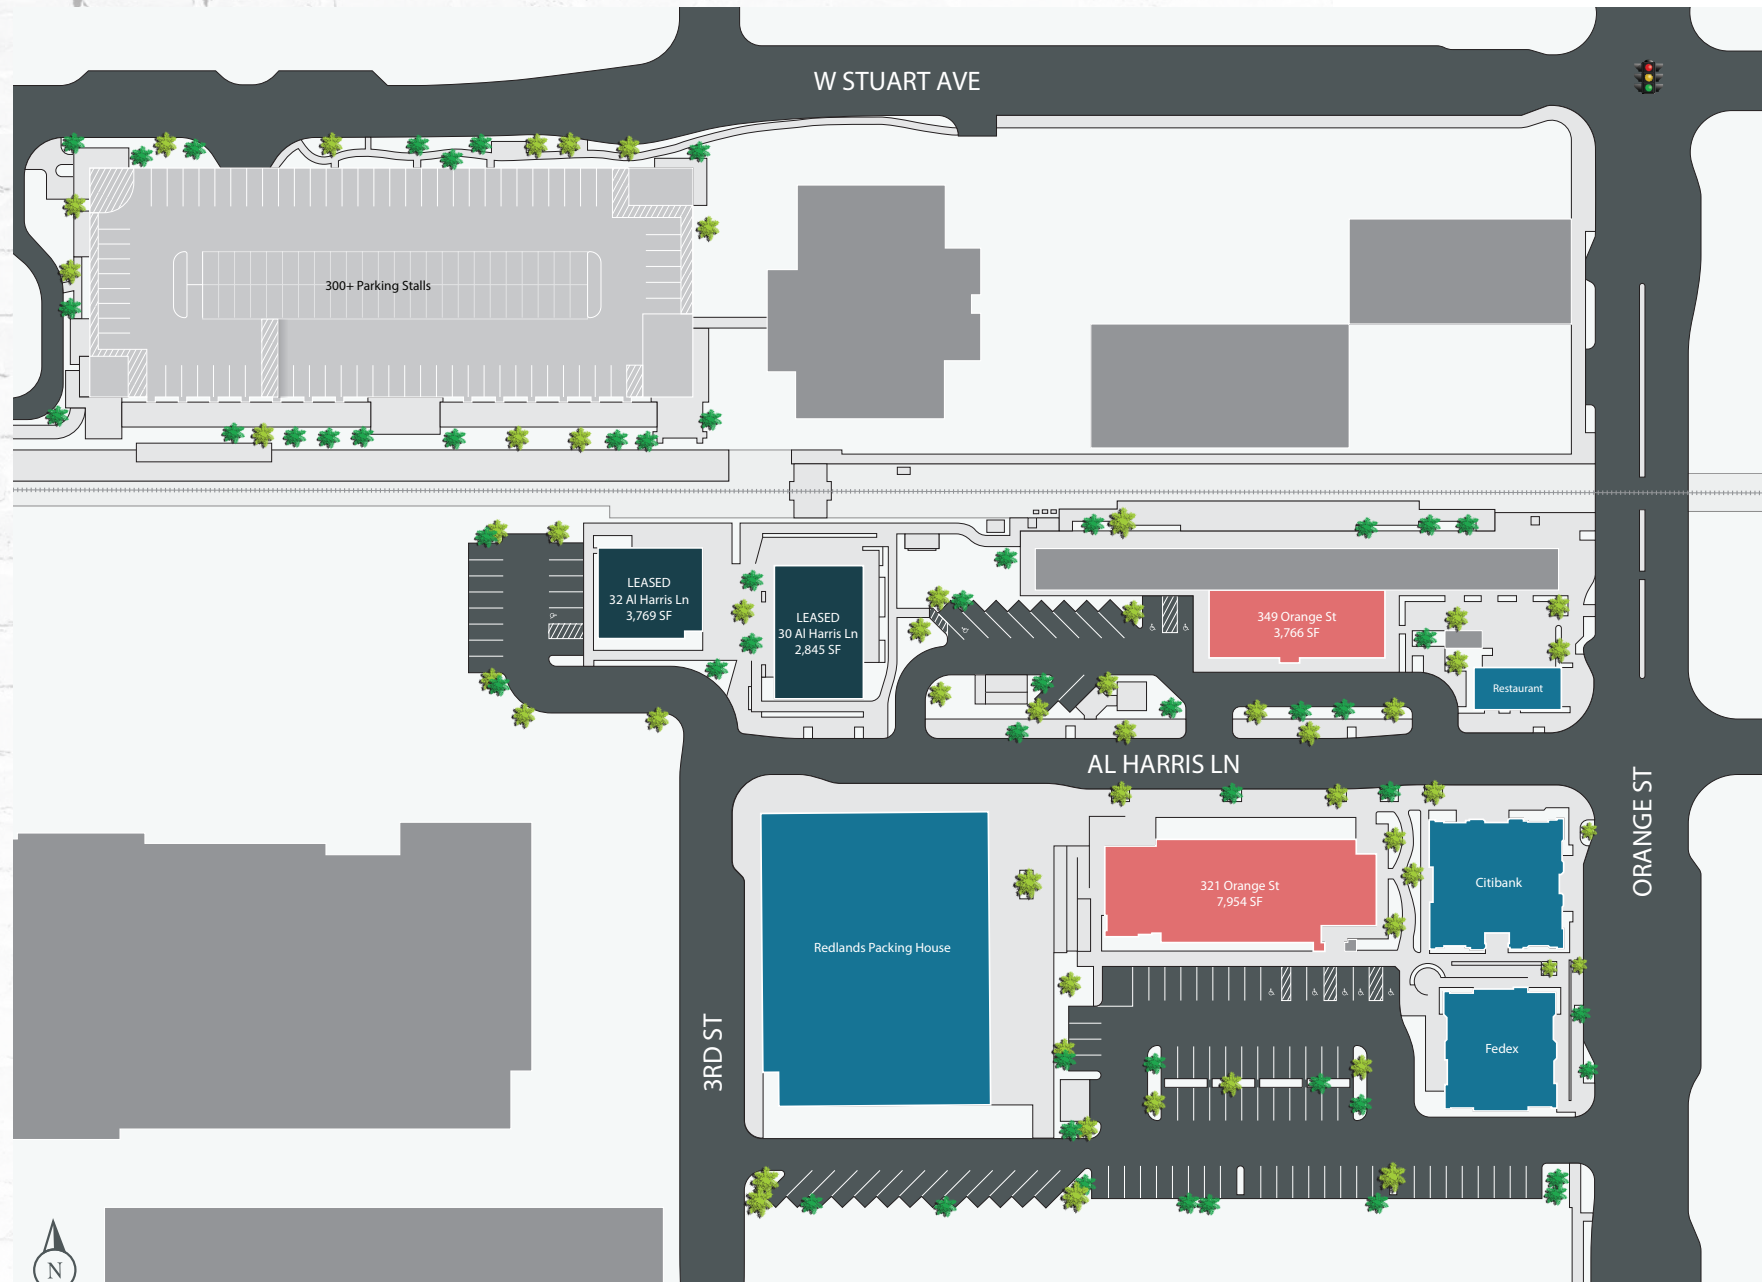 W STUART AVE
300+ Parking Stalls
LEASED
32 Al Harris Ln
3,769 SF
LEASED
30 Al Harris Ln
2,845 SF
349 Orange St
3,766 SF
Restaurant
AL HARRIS LN
ORANGE ST
321 Orange St
7,954 SF
Citibank
Redlands Packing House
3RD ST
Fedex
N